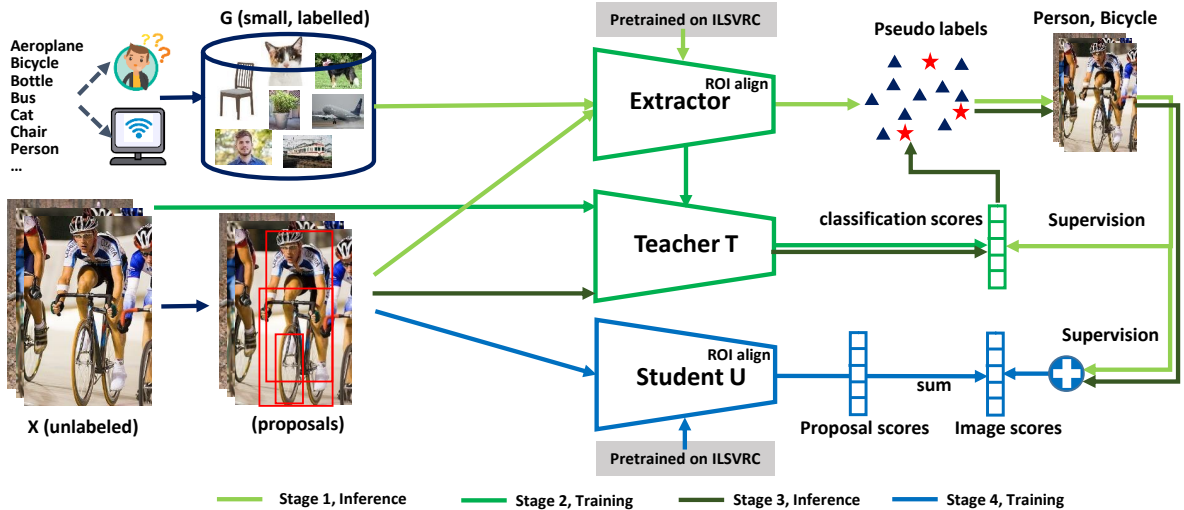 G (small, labelled)
Pretrained on ILSVRC
Person, Bicycle
Pseudo labels
Aeroplane
Bicycle
Bottle
Bus
Cat
Chair
Person
...
???
ROI align
Extractor
classification scores
Supervision
Teacher T
Supervision
ROI align
Student U
sum
X (unlabeled)
(proposals)
Proposal scores
Image scores
Pretrained on ILSVRC
Stage 1, Inference
Stage 2, Training
Stage 3, Inference
Stage 4, Training